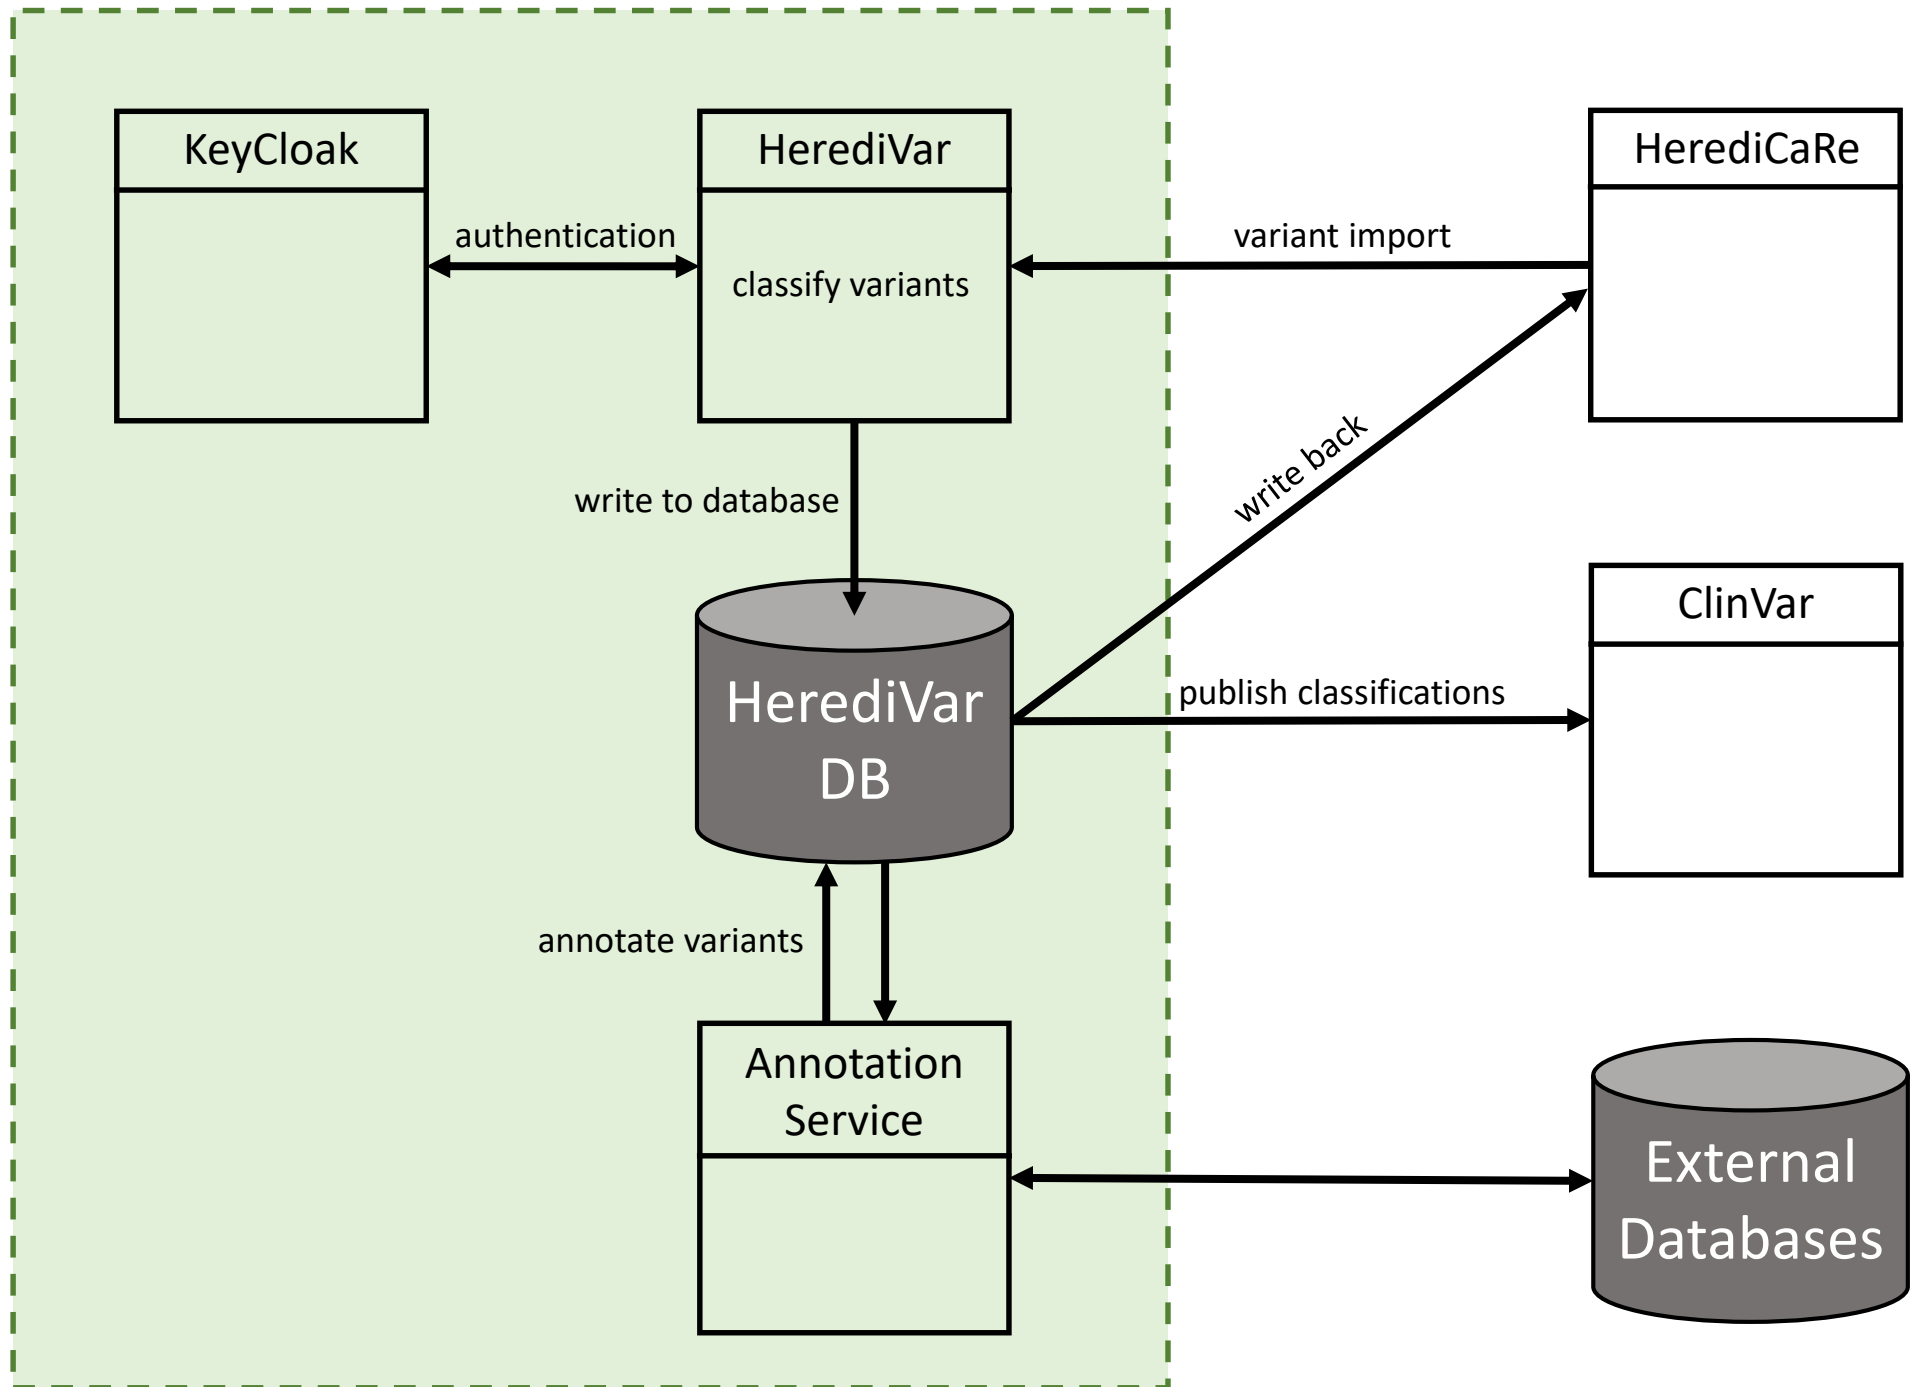 KeyCloak
HerediVar
HerediCaRe
authentication
variant import
classify variants
write back
write to database
ClinVar
HerediVar
DB
publish classifications
annotate variants
Annotation
Service
External
Databases